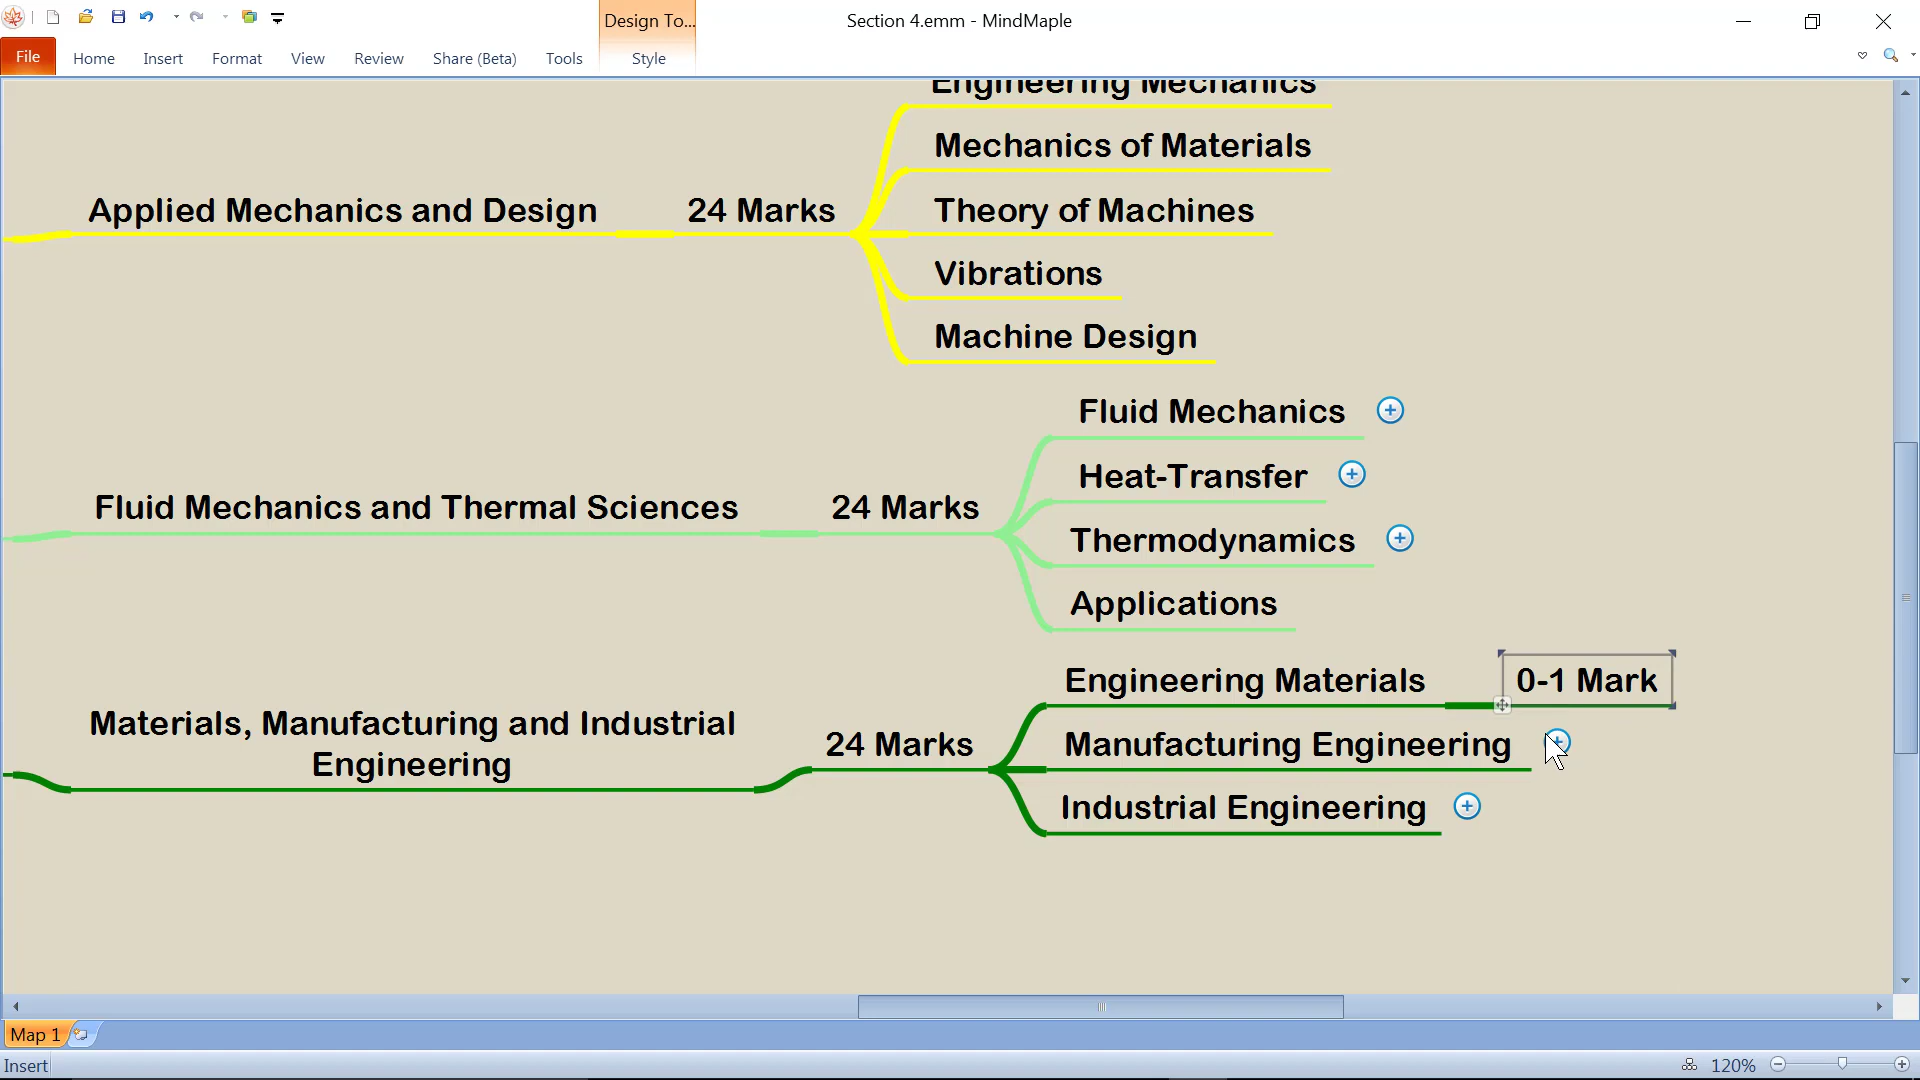 Design To...
Section 4.emm - MindMaple
File
Home
Insert
Format
View
Review
Share (Beta)
Tools
Style
Engineering Mechanics
Mechanics of Materials
Applied Mechanics and Design
24 Marks
Theory of Machines
Vibrations
Machine Design
Fluid Mechanics
Heat-Transfer
Fluid Mechanics and Thermal Sciences
24 Marks
Thermodynamics
Applications
Engineering Materials
0-1 Mark
Materials, Manufacturing and Industrial
Engineering
24 Marks
Manufacturing Engineering
Industrial Engineering
Map 1
Insert
120%